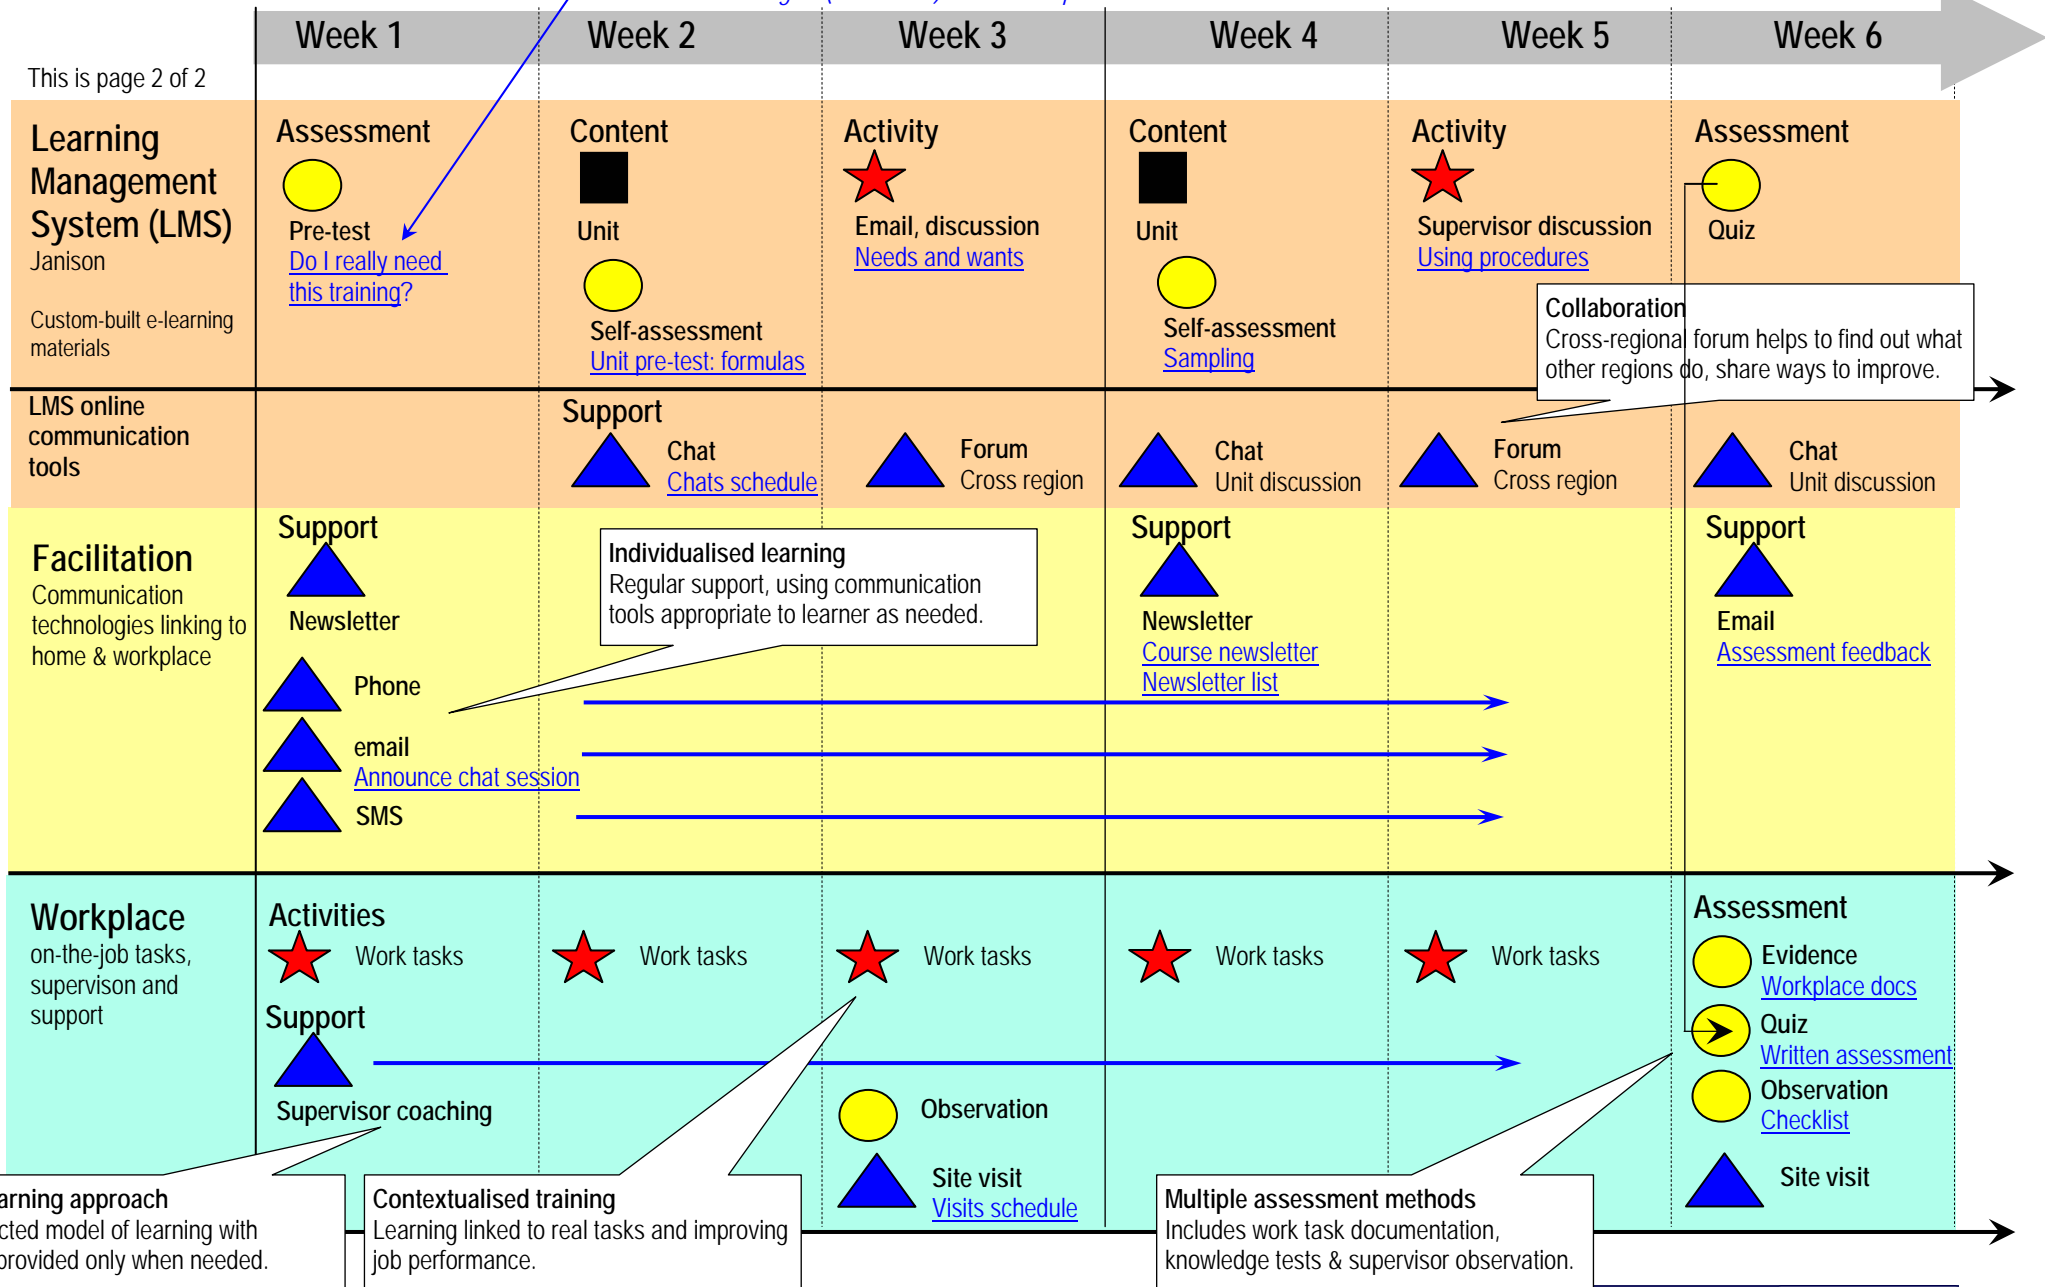 Week 1
Week 2
Week 3
Week 4
Week 5
Week 6
This is page 2 of 2
Learning
Management
System (LMS)
Janison
Custom-built e-learning
materials
Assessment
Pre-test
Do I really need
this training?
Content
Unit
Self-assessment
Unit pre-test: formulas
Activity
Email, discussion
Needs and wants
Content
Unit
Self-assessment
Sampling
Activity
Supervisor discussion
Using procedures
Assessment
Quiz
Collaboration
Cross-regional forum helps to find out what
other regions do, share ways to improve.
LMS online
communication
tools
Support
Chat
Chats schedule
Forum
Cross region
Chat
Unit discussion
Forum
Cross region
Chat
Unit discussion
Facilitation
Communication
technologies linking to
home & workplace
Support
Newsletter
Phone
email
Announce chat session
SMS
Individualised learning
Regular support, using communication
tools appropriate to learner as needed.
Support
Newsletter
Course newsletter
Newsletter list
Support
Email
Assessment feedback
Workplace
on-the-job tasks,
supervison and
support
Activities
Work tasks
Work tasks
Work tasks
Work tasks
Work tasks
Support
Supervisor coaching
Observation
Site visit
Visits schedule
Assessment
Evidence
Workplace docs
Quiz
Written assessment
Observation
Checklist
Site visit
arning approach
cted model of learning with
provided only when needed.
Contextualised training
Learning linked to real tasks and improving
job performance.
Multiple assessment methods
Includes work task documentation,
knowledge tests & supervisor observation.